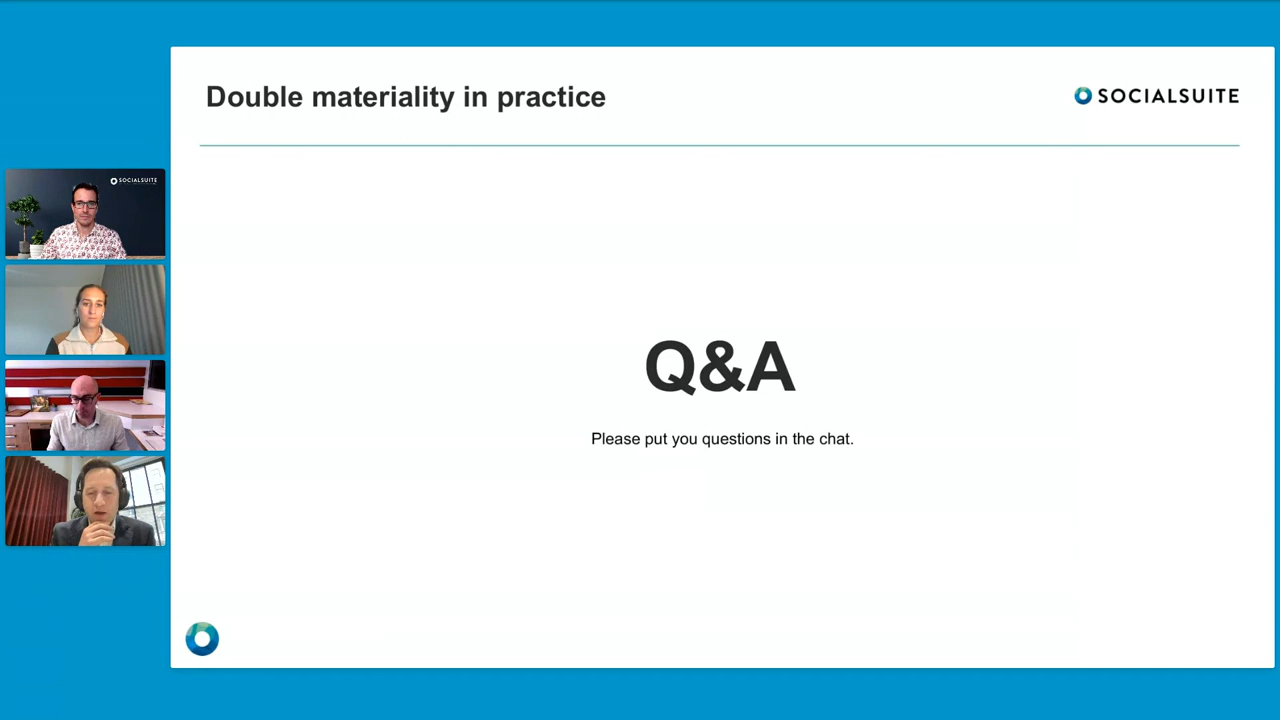 Double materiality in practice
SOCIALSUITE
SOCIALSUITE
Q&A
Please put you questions in the chat.